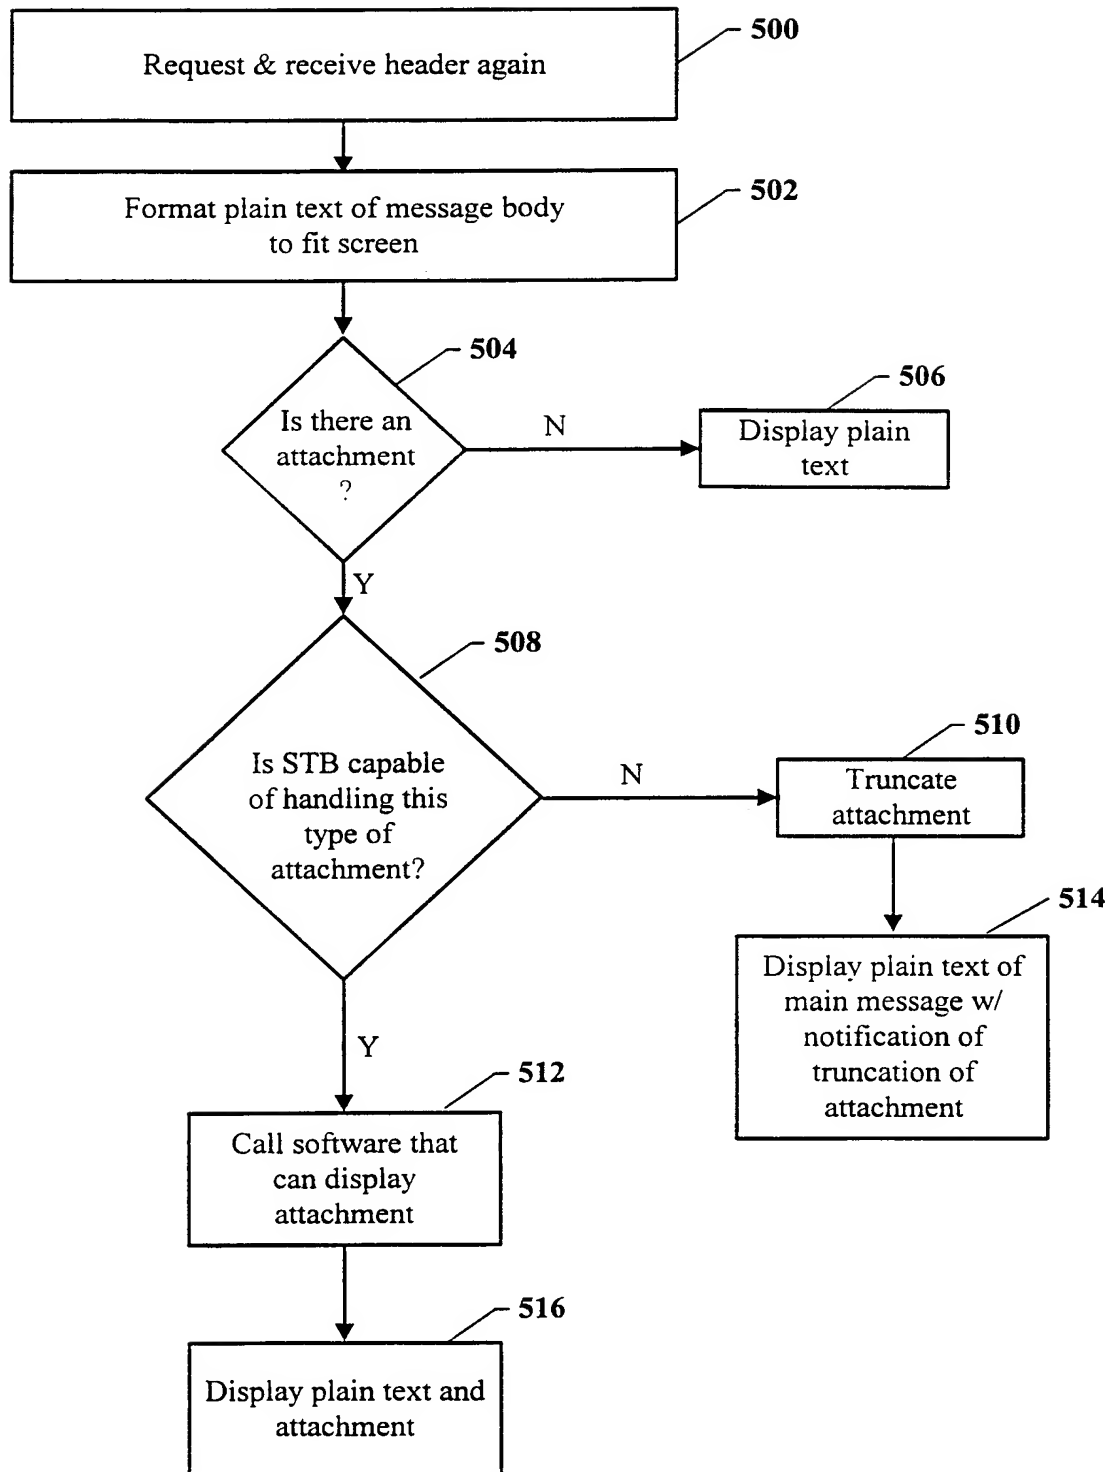 500
Request & receive header again
502
Format plain text of message body
to fit screen
504
Is there an
attachment
?
N
506
Display plain
text
Y
508
Is STB capable
of handling this
type of
attachment?
N
510
Truncate
attachment
514
Display plain text of
main message w/
notification of
truncation of
attachment
Y
512
Call software that
can display
attachment
516
Display plain text and
attachment